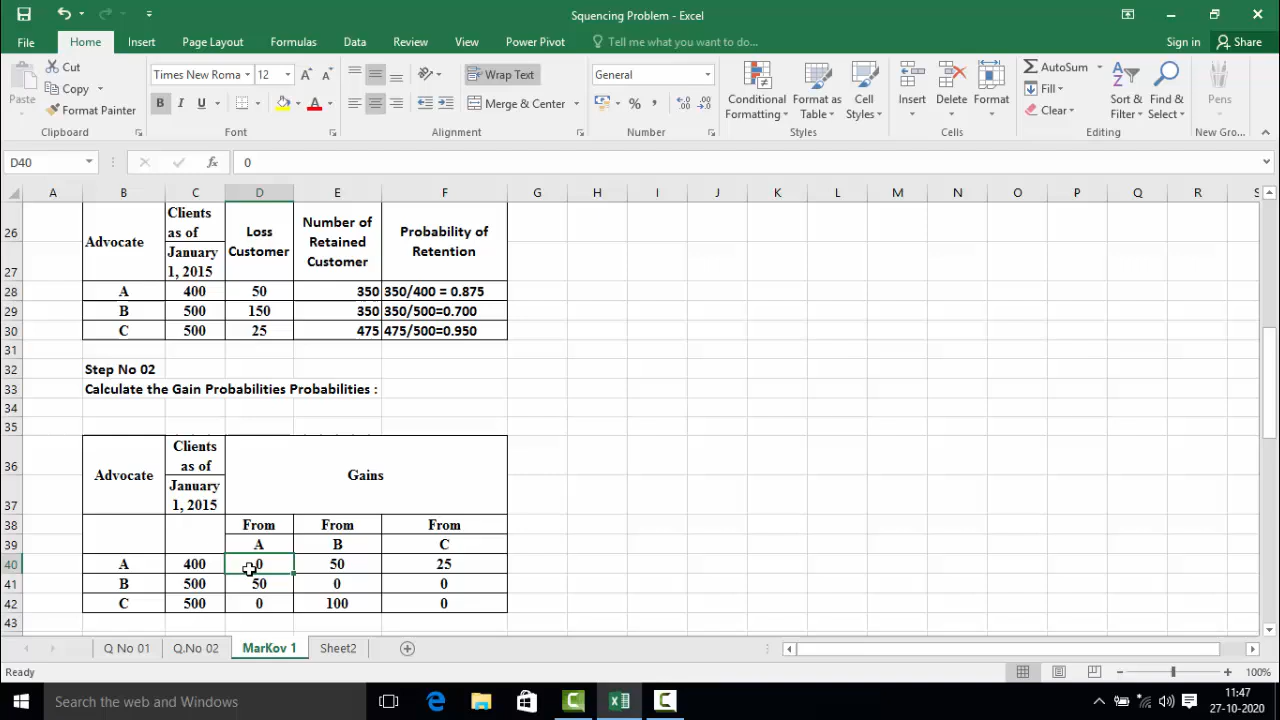 Squencing Problem - Excel
File Home Insert Page Layout Formulas Data Review View Power Pivot Tell me what you want to do... Sign in Share
Paste
Cut
Copy
Format Painter
Clipboard
Times New Roma 12
B I U
Font
Wrap Text
Merge & Center
Alignment
General
Number
Conditional Formatting
Format as Table
Cell Styles
Styles
Insert Delete Format
Cells
AutoSum
Fill
Clear
Sort & Filter
Find & Select
Editing
Pens
New Gro...
D40 fx 0
A B C D E F G H I J K L M N O P Q R S
26 Advocate Clients as of Loss Customer Number of Retained Customer Probability of Retention
27 January 1, 2015
28 A 400 50 350 350/400 = 0.875
29 B 500 150 350 350/500=0.700
30 C 500 25 475 475/500=0.950
31
32 Step No 02
33 Calculate the Gain Probabilities Probabilities :
34
35
36 Advocate Clients as of Gains
37 January 1, 2015
38 From From From
39 A B C
40 A 400 0 50 25
41 B 500 50 0 0
42 C 500 0 100 0
43
Q No 01 Q.No 02 MarKov 1 Sheet2
Ready 100%
Search the web and Windows
11:47
27-10-2020